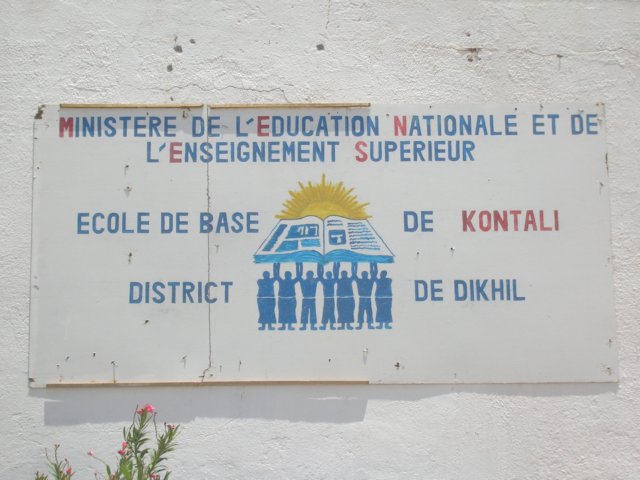 MINISTERE DE L'EDUCATION NATIONALE ET DE
L'ENSEIGNEMENT SUPERIEUR
ECOLE DE BASE DE KONTALI
DISTRICT DE DIKHIL